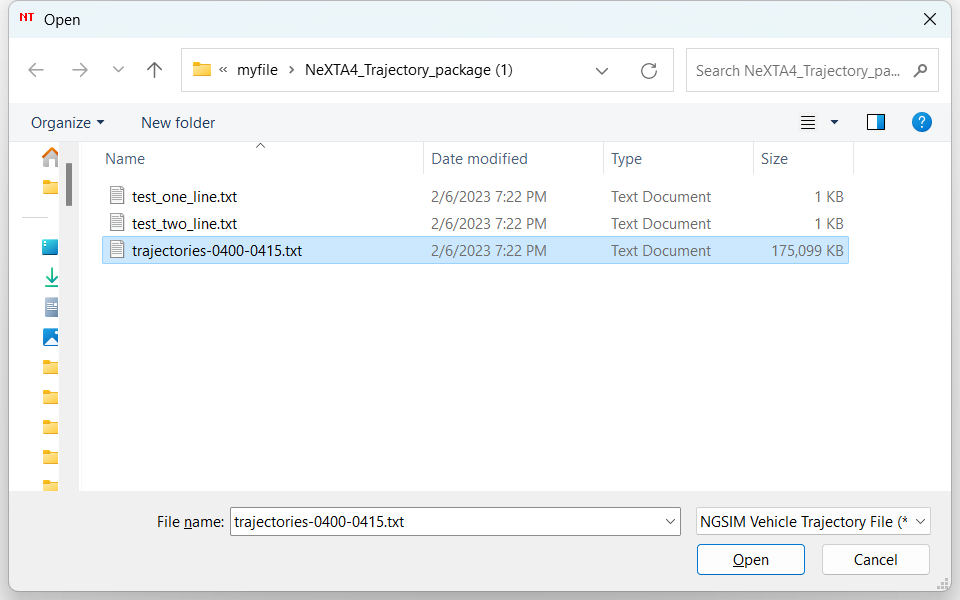 NT Open
« myfile > NeXTA4_Trajectory_package (1)
Search NeXTA4_Trajectory_pa...
Organize New folder
?
Name Date modified Type Size
test_one_line.txt 2/6/2023 7:22 PM Text Document 1 KB
test_two_line.txt 2/6/2023 7:22 PM Text Document 1 KB
trajectories-0400-0415.txt 2/6/2023 7:22 PM Text Document 175,099 KB
File name: trajectories-0400-0415.txt NGSIM Vehicle Trajectory File (*
Open Cancel